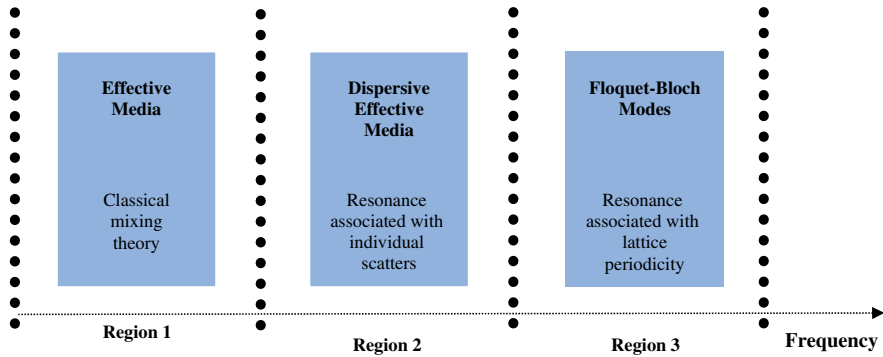 Effective
Media
Classical
mixing
theory
Dispersive
Effective
Media
Resonance
associated with
individual
scatters
Floquet-Bloch
Modes
Resonance
associated with
lattice
periodicity
Region 1
Region 2
Region 3
Frequency